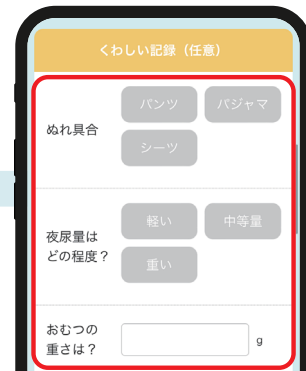 くわしい記録（任意）
パンツ パジャマ
ぬれ具合
シーツ
軽い 中等量
夜尿量は
どの程度？
重い
おむつの
重さは？
g